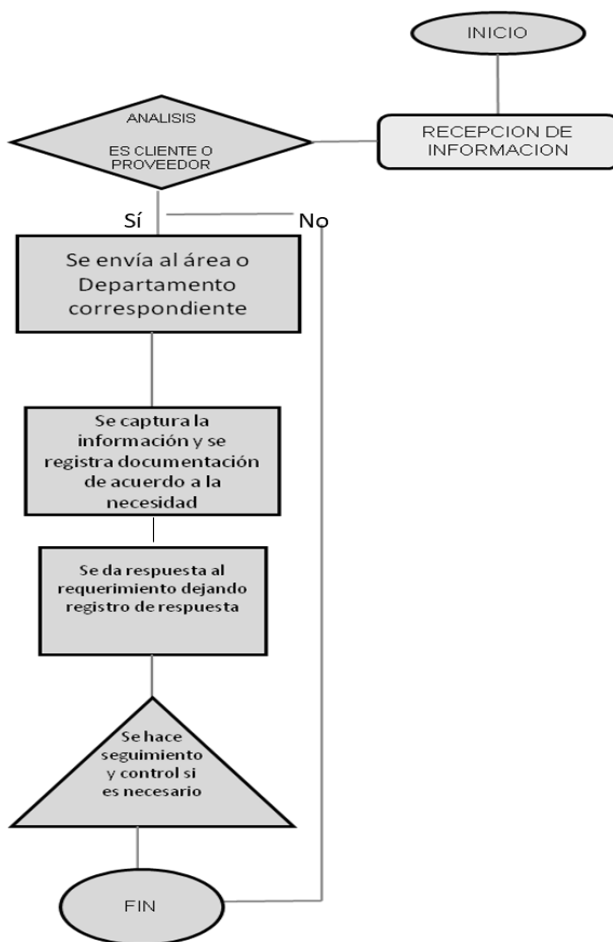 INICIO
RECEPCION DE
INFORMACION
ANALISIS
ES CLIENTE O
PROVEEDOR
Sí
No
Se envía al área o
Departamento
correspondiente
Se captura la
información y se
registra documentación
de acuerdo a la
necesidad
Se da respuesta al
requerimiento dejando
registro de respuesta
Se hace
seguimiento
y control si
es necesario
FIN